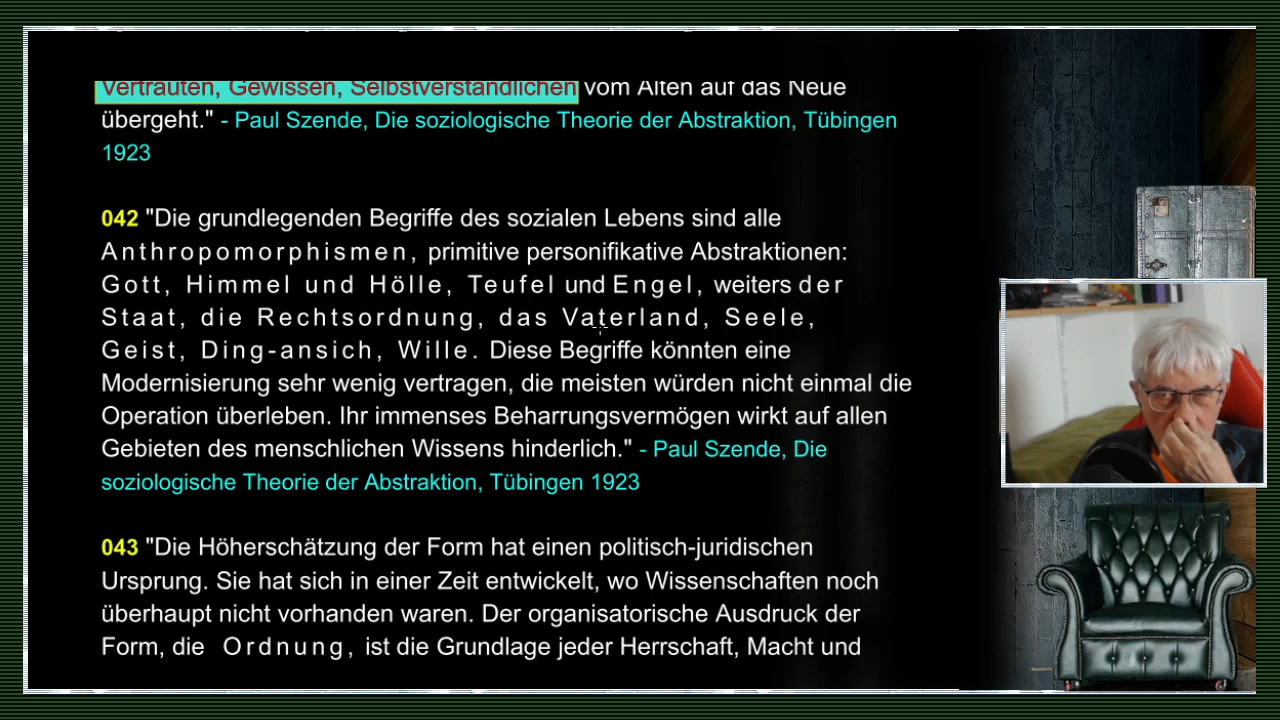 Vertrauten, Gewissen, Selbstverständlichen vom Alten auf das Neue
übergeht." - Paul Szende, Die soziologische Theorie der Abstraktion, Tübingen
1923
042 "Die grundlegenden Begriffe des sozialen Lebens sind alle
Anthropomorphismen, primitive personifikative Abstraktionen:
Gott, Himmel und Hölle, Teufel und Engel, weiters der
Staat, die Rechtsordnung, das Vaterland, Seele,
Geist, Ding-ansich, Wille. Diese Begriffe könnten eine
Modernisierung sehr wenig vertragen, die meisten würden nicht einmal die
Operation überleben. Ihr immenses Beharrungsvermögen wirkt auf allen
Gebieten des menschlichen Wissens hinderlich." - Paul Szende, Die
soziologische Theorie der Abstraktion, Tübingen 1923
043 "Die Höherschätzung der Form hat einen politisch-juridischen
Ursprung. Sie hat sich in einer Zeit entwickelt, wo Wissenschaften noch
überhaupt nicht vorhanden waren. Der organisatorische Ausdruck der
Form, die Ordnung, ist die Grundlage jeder Herrschaft, Macht und